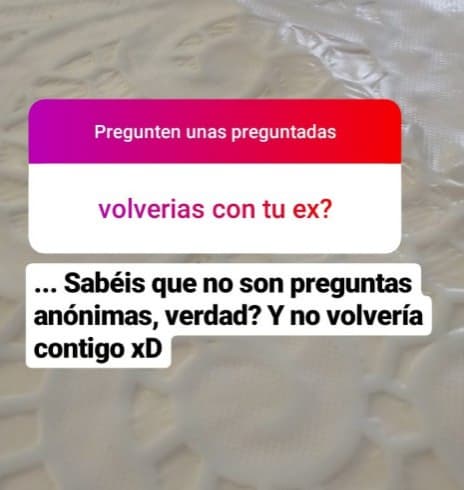 Pregunten unas preguntadas
volverias con tu ex?
... Sabéis que no son preguntas
anónimas, verdad? Y no volvería
contigo xD